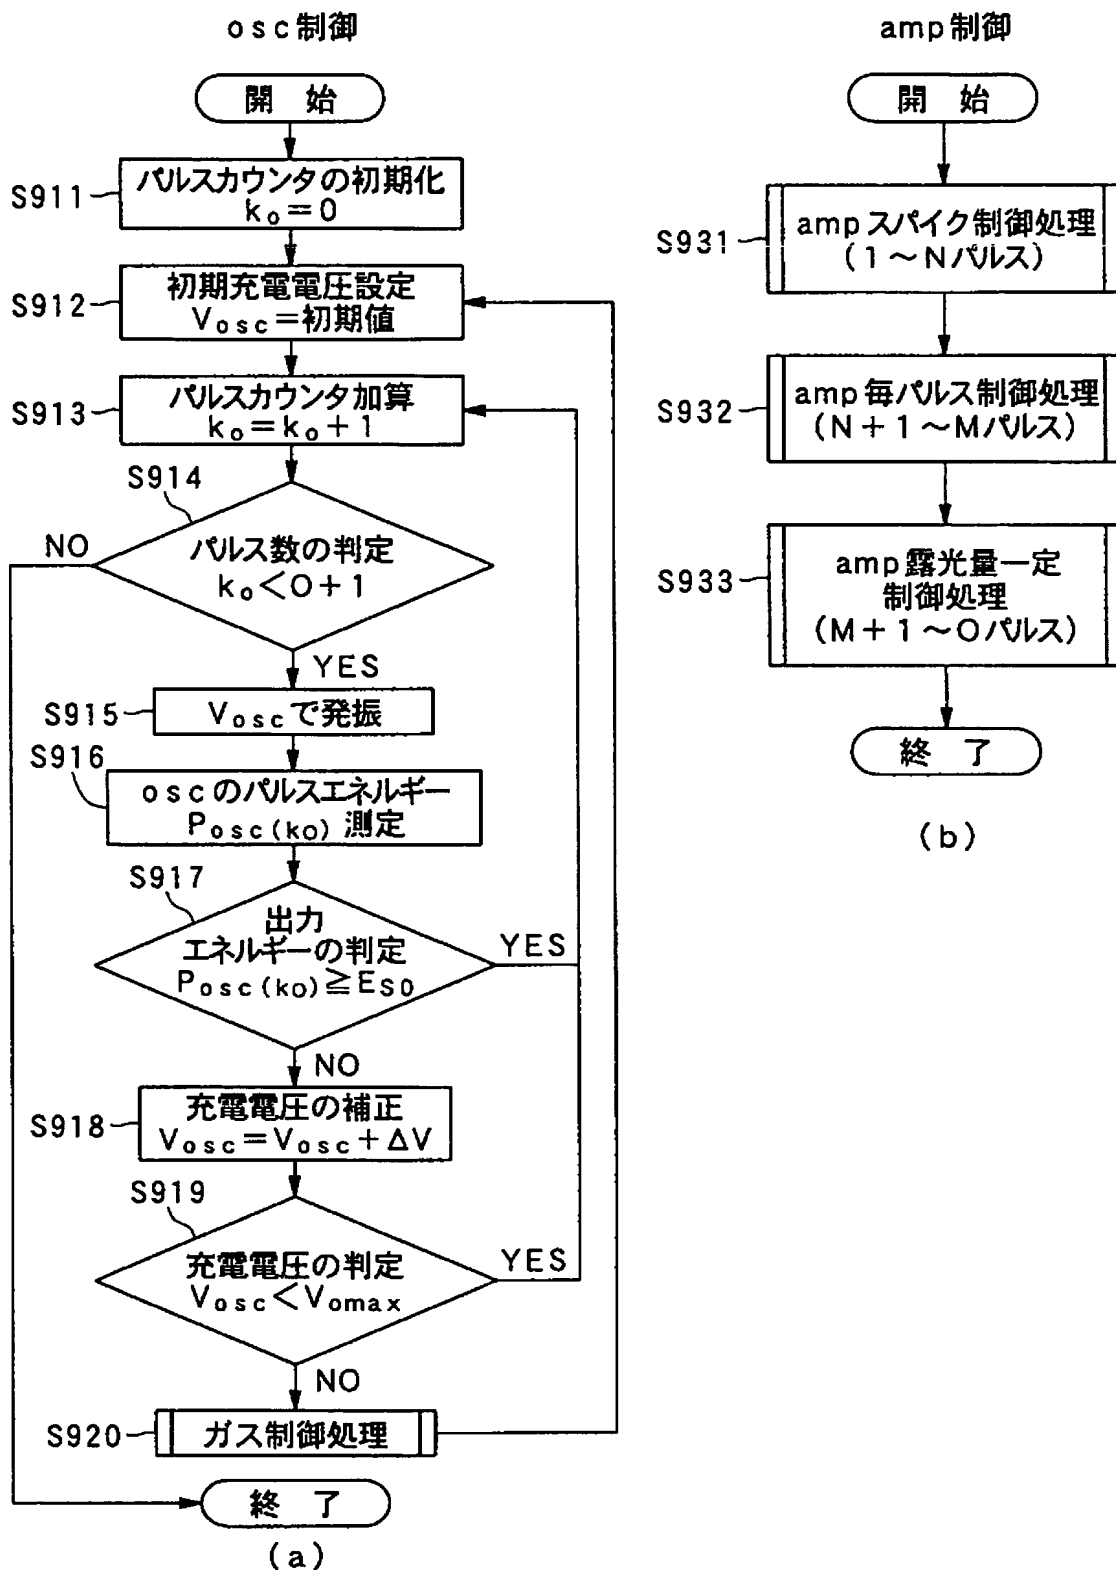 osc制御
開 始
S911
パルスカウンタの初期化
ko=0
S912
初期充電電圧設定
Vosc=初期値
S913
パルスカウンタ加算
ko=ko+1
S914
NO
パルス数の判定
ko<O+1
YES
S915
Voscで発振
S916
oscのパルスエネルギー
Posc(ko) 測定
S917
出力
エネルギーの判定
Posc(ko)≧ES0
YES
NO
S918
充電電圧の補正
Vosc=Vosc+ΔV
S919
充電電圧の判定
Vosc<Vomax
YES
NO
S920
ガス制御処理
終 了
(a)
amp制御
開 始
S931
ampスパイク制御処理
(1~Nパルス)
S932
amp毎パルス制御処理
(N+1~Mパルス)
S933
amp露光量一定
制御処理
(M+1~Oパルス)
終 了
(b)